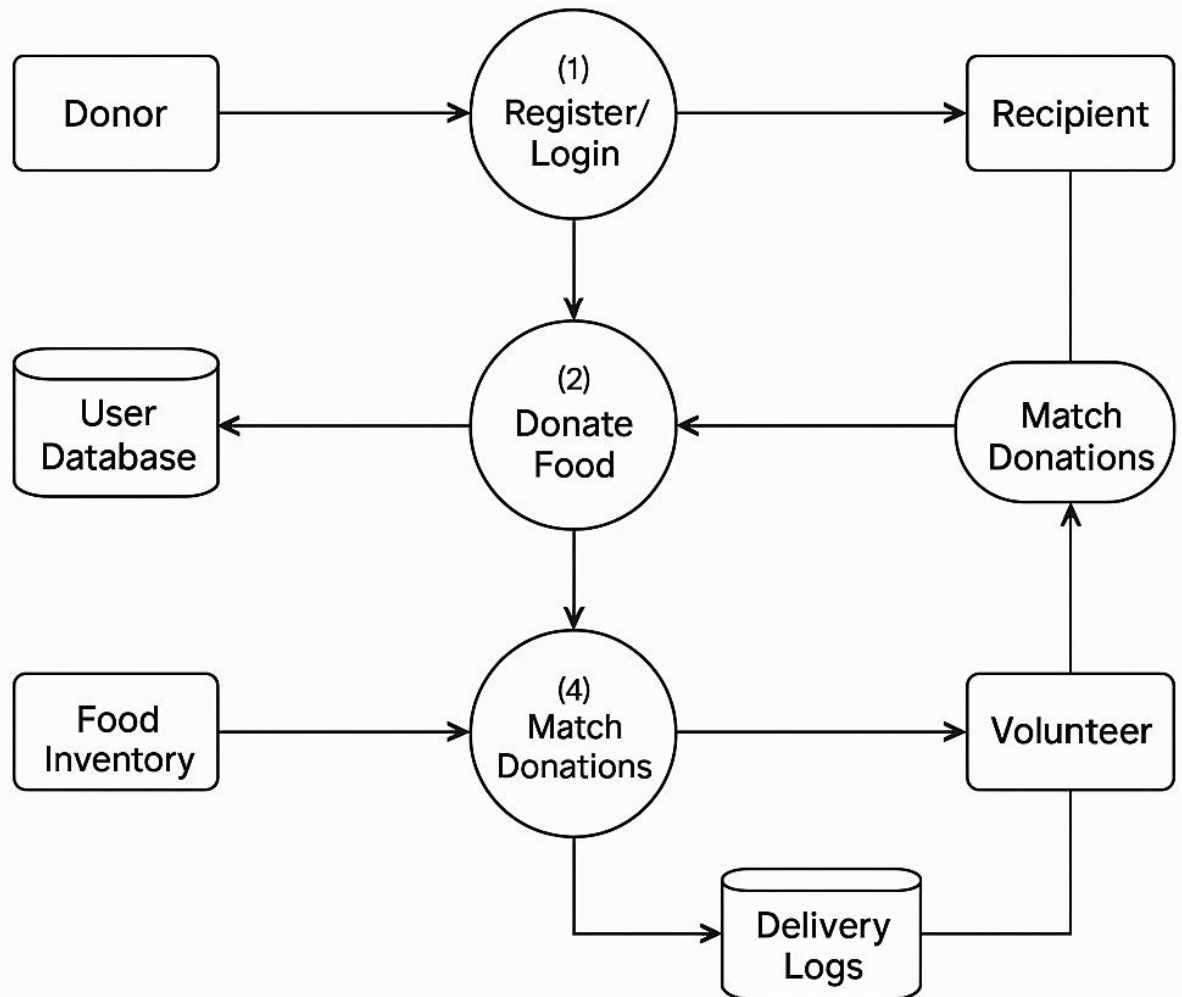 Donor
(1)
Register/
Login
Recipient
User
Database
(2)
Donate
Food
Match
Donations
Food
Inventory
(4)
Match
Donations
Volunteer
Delivery
Logs